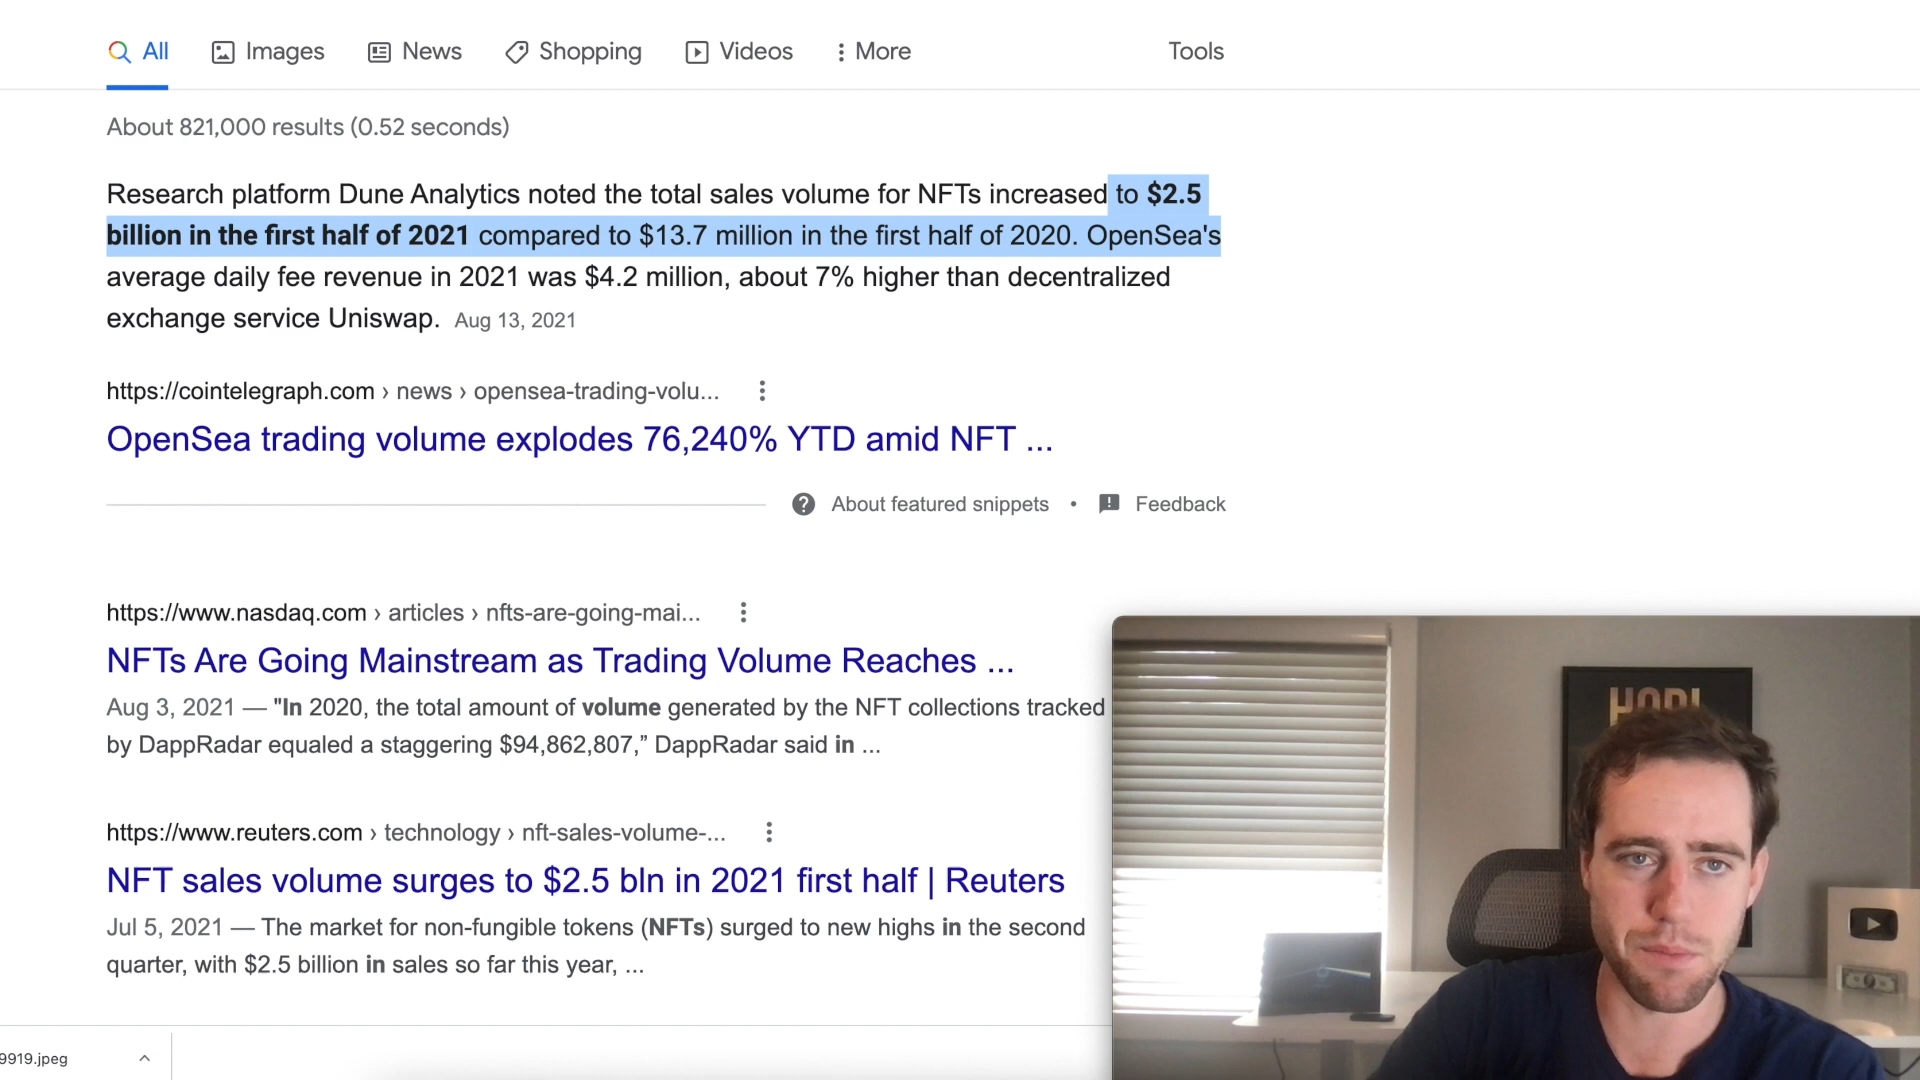 All Images News Shopping Videos More Tools
About 821,000 results (0.52 seconds)
Research platform Dune Analytics noted the total sales volume for NFTs increased to $2.5
billion in the first half of 2021 compared to $13.7 million in the first half of 2020. OpenSea's
average daily fee revenue in 2021 was $4.2 million, about 7% higher than decentralized
exchange service Uniswap. Aug 13, 2021
https://cointelegraph.com › news › opensea-trading-volu...
OpenSea trading volume explodes 76,240% YTD amid NFT ...
About featured snippets • Feedback
https://www.nasdaq.com › articles › nfts-are-going-mai...
NFTs Are Going Mainstream as Trading Volume Reaches ...
Aug 3, 2021 — "In 2020, the total amount of volume generated by the NFT collections tracked
by DappRadar equaled a staggering $94,862,807,” DappRadar said in ...
https://www.reuters.com › technology › nft-sales-volume-...
NFT sales volume surges to $2.5 bln in 2021 first half | Reuters
Jul 5, 2021 — The market for non-fungible tokens (NFTs) surged to new highs in the second
quarter, with $2.5 billion in sales so far this year, ...
9919.jpeg